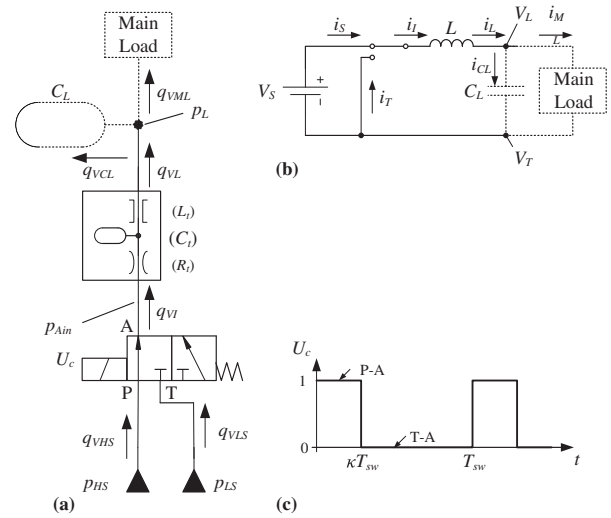 Main
Load
C_L
q_VML
p_L
q_VCL
q_VL
(L_t)
(C_t)
(R_t)
p_Ain
q_VI
A
U_c
P
T
q_VHS
q_VLS
p_HS
(a)
p_LS
V_L
i_S
i_I
L
i_L
i_M
L
i_CL
V_S
+
−
i_T
C_L
Main
Load
V_T
(b)
U_c
1
P-A
0
T-A
κT_sw
T_sw
t
(c)